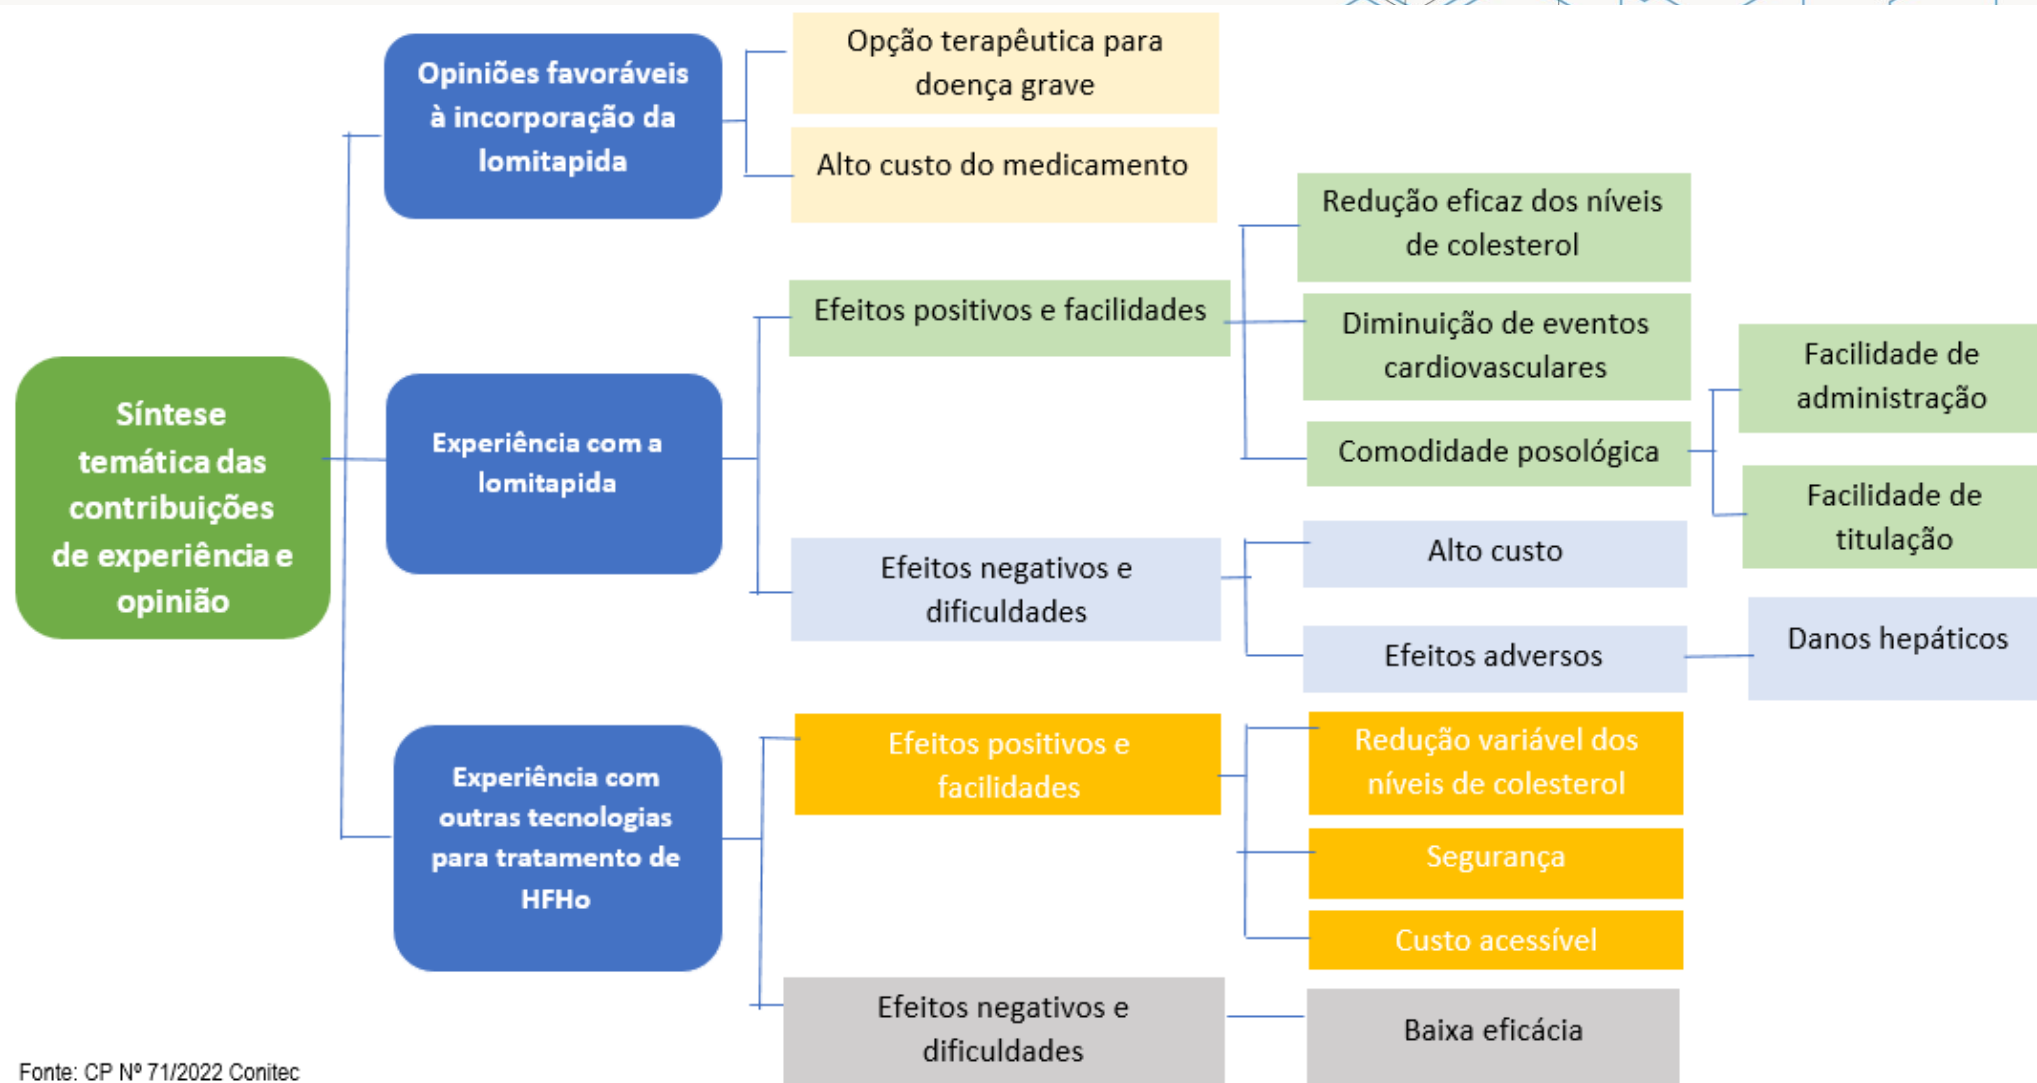 Síntese
temática das
contribuições
de experiência e
opinião
Opiniões favoráveis
à incorporação da
lomitapida
Opção terapêutica para
doença grave
Alto custo do medicamento
Experiência com a
lomitapida
Efeitos positivos e facilidades
Redução eficaz dos níveis
de colesterol
Diminuição de eventos
cardiovasculares
Comodidade posológica
Facilidade de
administração
Facilidade de
titulação
Efeitos negativos e
dificuldades
Alto custo
Efeitos adversos
Danos hepáticos
Experiência com
outras tecnologias
para tratamento de
HFHo
Efeitos positivos e
facilidades
Redução variável dos
níveis de colesterol
Segurança
Custo acessível
Efeitos negativos e
dificuldades
Baixa eficácia
Fonte: CP Nº 71/2022 Conitec